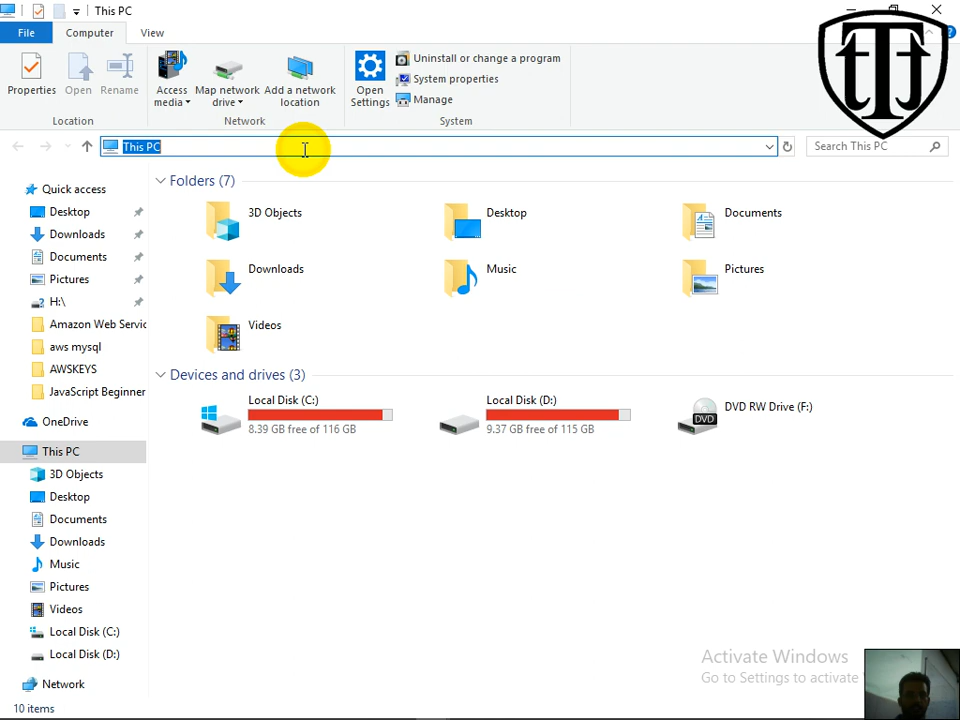 This PC
File Computer View
Properties Open Rename
Access media Map network drive Add a network location
Open Settings
Uninstall or change a program
System properties
Manage
Location Network System
This PC
Search This PC
Quick access
Desktop
Downloads
Documents
Pictures
H:\
Amazon Web Servic
aws mysql
AWSKEYS
JavaScript Beginner
OneDrive
This PC
3D Objects
Desktop
Documents
Downloads
Music
Pictures
Videos
Local Disk (C:)
Local Disk (D:)
Network
Folders (7)
3D Objects Desktop Documents
Downloads Music Pictures
Videos
Devices and drives (3)
Local Disk (C:)
8.39 GB free of 116 GB
Local Disk (D:)
9.37 GB free of 115 GB
DVD RW Drive (F:)
DVD
Activate Windows
Go to Settings to activate
10 items